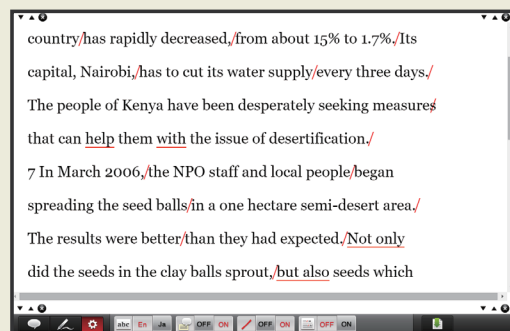 country/has rapidly decreased,/from about 15% to 1.7%./Its
capital, Nairobi,/has to cut its water supply/every three days./
The people of Kenya have been desperately seeking measures/
that can help them with the issue of desertification./
7 In March 2006,/the NPO staff and local people/began
spreading the seed balls/in a one hectare semi-desert area./
The results were better/than they had expected./Not only
did the seeds in the clay balls sprout,/but also seeds which
abc En Ja OFF ON OFF ON OFF ON